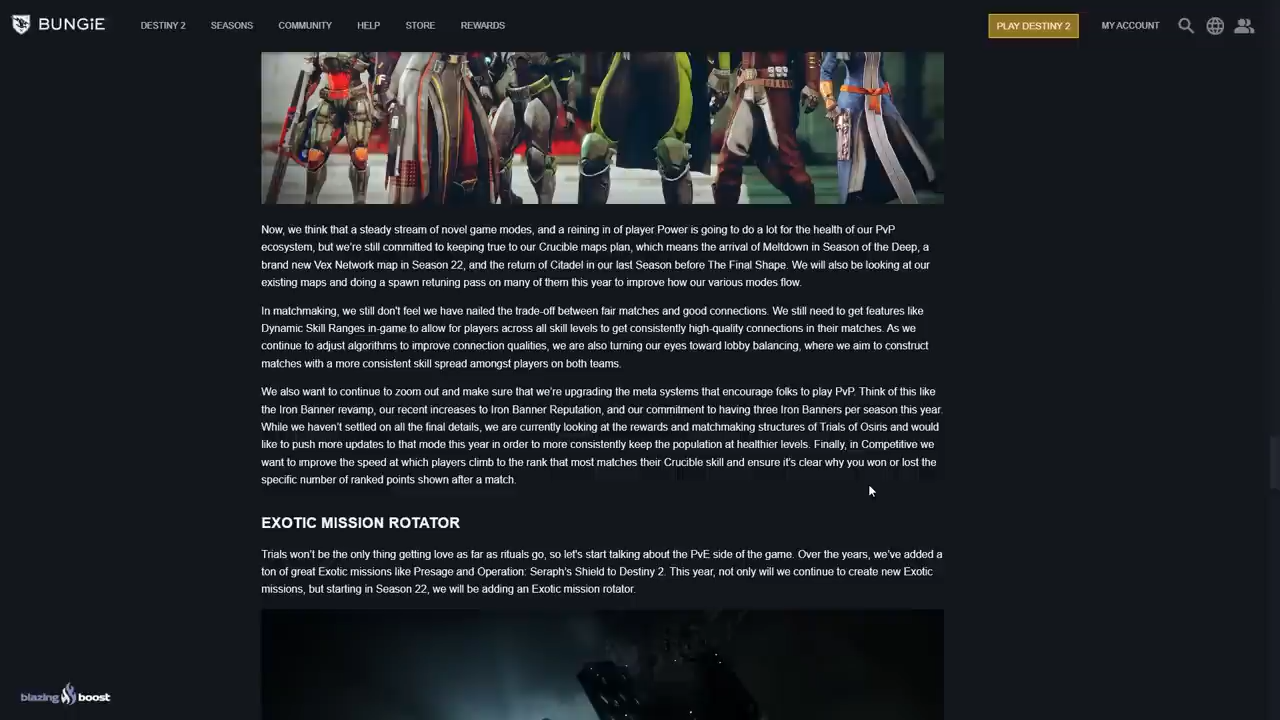 BUNGiE DESTINY 2 SEASONS COMMUNITY HELP STORE REWARDS PLAY DESTINY 2 MY ACCOUNT
Now, we think that a steady stream of novel game modes, and a reining in of player Power is going to do a lot for the health of our PvP
ecosystem, but we're still committed to keeping true to our Crucible maps plan, which means the arrival of Meltdown in Season of the Deep, a
brand new Vex Network map in Season 22, and the return of Citadel in our last Season before The Final Shape. We will also be looking at our
existing maps and doing a spawn retuning pass on many of them this year to improve how our various modes flow.
In matchmaking, we still don't feel we have nailed the trade-off between fair matches and good connections. We still need to get features like
Dynamic Skill Ranges in-game to allow for players across all skill levels to get consistently high-quality connections in their matches. As we
continue to adjust algorithms to improve connection qualities, we are also turning our eyes toward lobby balancing, where we aim to construct
matches with a more consistent skill spread amongst players on both teams.
We also want to continue to zoom out and make sure that we're upgrading the meta systems that encourage folks to play PvP. Think of this like
the Iron Banner revamp, our recent increases to Iron Banner Reputation, and our commitment to having three Iron Banners per season this year.
While we haven't settled on all the final details, we are currently looking at the rewards and matchmaking structures of Trials of Osiris and would
like to push more updates to that mode this year in order to more consistently keep the population at healthier levels. Finally, in Competitive we
want to improve the speed at which players climb to the rank that most matches their Crucible skill and ensure it's clear why you won or lost the
specific number of ranked points shown after a match.
EXOTIC MISSION ROTATOR
Trials won't be the only thing getting love as far as rituals go, so let's start talking about the PvE side of the game. Over the years, we've added a
ton of great Exotic missions like Presage and Operation: Seraph's Shield to Destiny 2. This year, not only will we continue to create new Exotic
missions, but starting in Season 22, we will be adding an Exotic mission rotator.
blazing boost